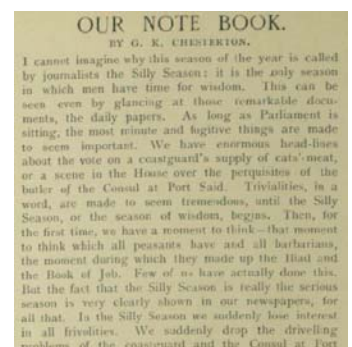 OUR NOTE BOOK.
BY G. K. CHESTERTON.
I cannot imagine why this season of the year is called
by journalists the Silly Season: it is the only season
in which men have time for wisdom. This can be
seen even by glancing at those remarkable docu-
ments, the daily papers. As long as Parliament is
sitting, the most minute and fugitive things are made
to seem important. We have enormous head-lines
about the vote on a coastguard's supply of cats'-meat,
or a scene in the House over the perquisites of the
butler of the Consul at Port Said. Trivialities, in a
word, are made to seem tremendous, until the Silly
Season, or the season of wisdom, begins. Then, for
the first time, we have a moment to think—that moment
to think which all peasants have and all barbarians,
the moment during which they made up the Iliad and
the Book of Job. Few of us have actually done this.
But the fact that the Silly Season is really the serious
season is very clearly shown in our newspapers, for
all that. In the Silly Season we suddenly lose interest
in all frivolities. We suddenly drop the drivelling
problems of the coastguard and the Consul at Port